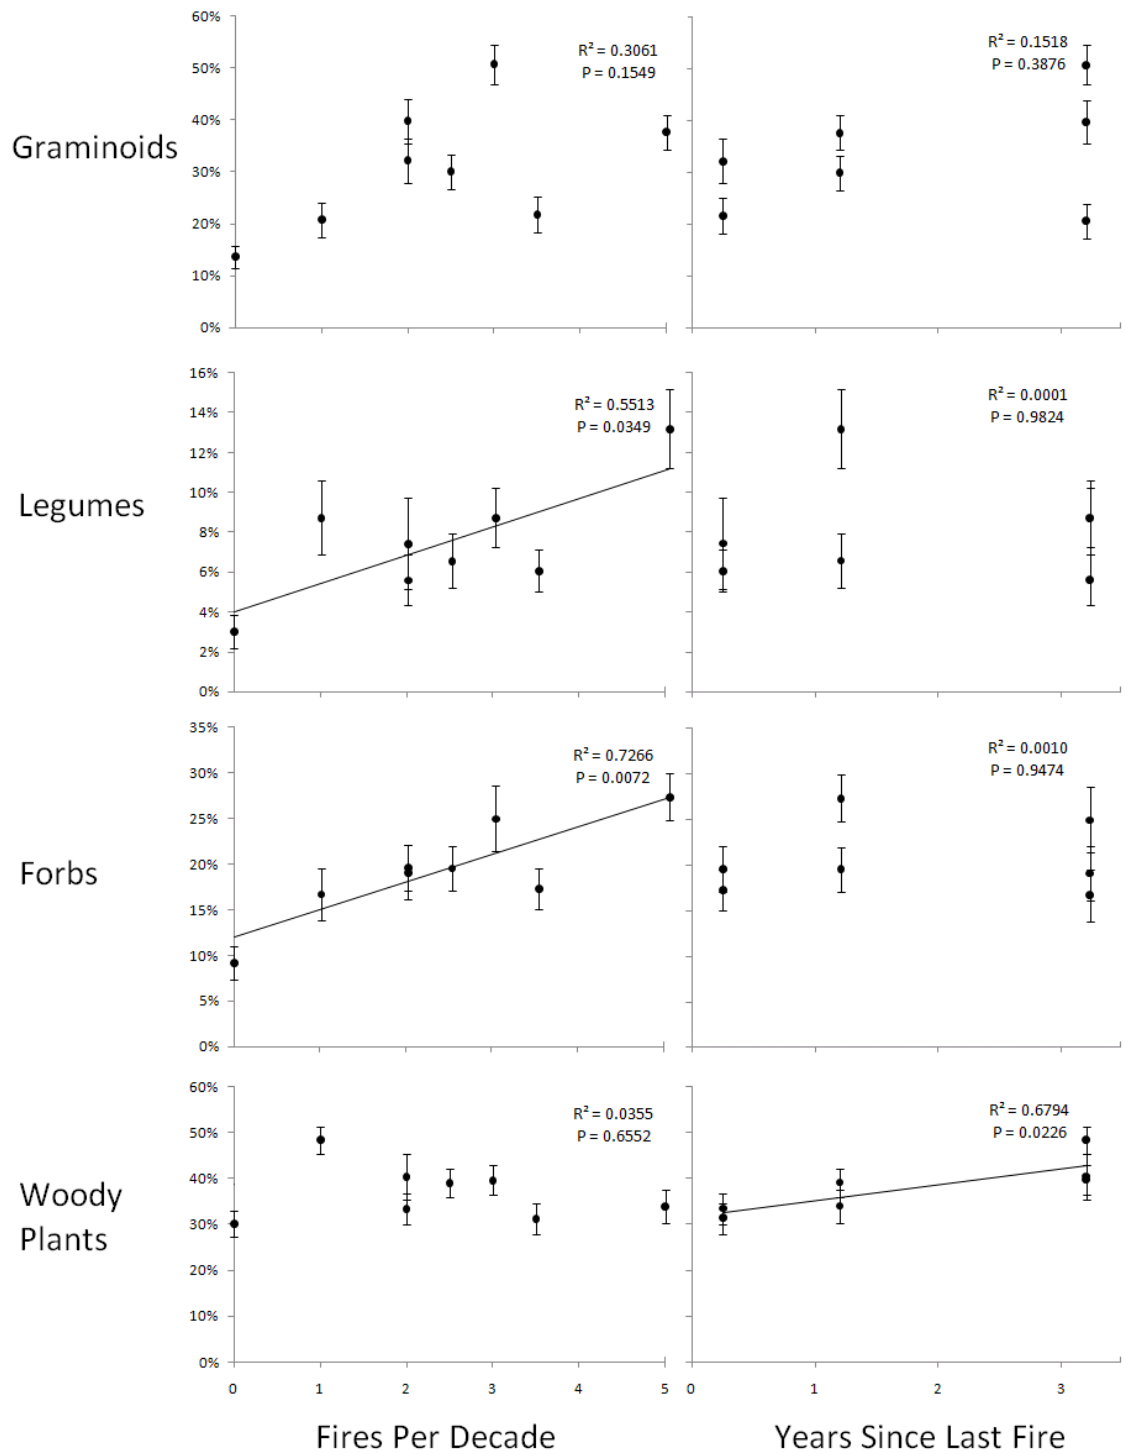 60%
50%
40%
30%
20%
10%
0%
Graminoids
R² = 0.3061
P = 0.1549
R² = 0.1518
P = 0.3876
16%
14%
12%
10%
8%
6%
4%
2%
0%
Legumes
R² = 0.5513
P = 0.0349
R² = 0.0001
P = 0.9824
35%
30%
25%
20%
15%
10%
5%
0%
Forbs
R² = 0.7266
P = 0.0072
R² = 0.0010
P = 0.9474
60%
50%
40%
30%
20%
10%
0%
Woody
Plants
R² = 0.0355
P = 0.6552
R² = 0.6794
P = 0.0226
0 1 2 3 4 5
0 1 2 3
Fires Per Decade
Years Since Last Fire